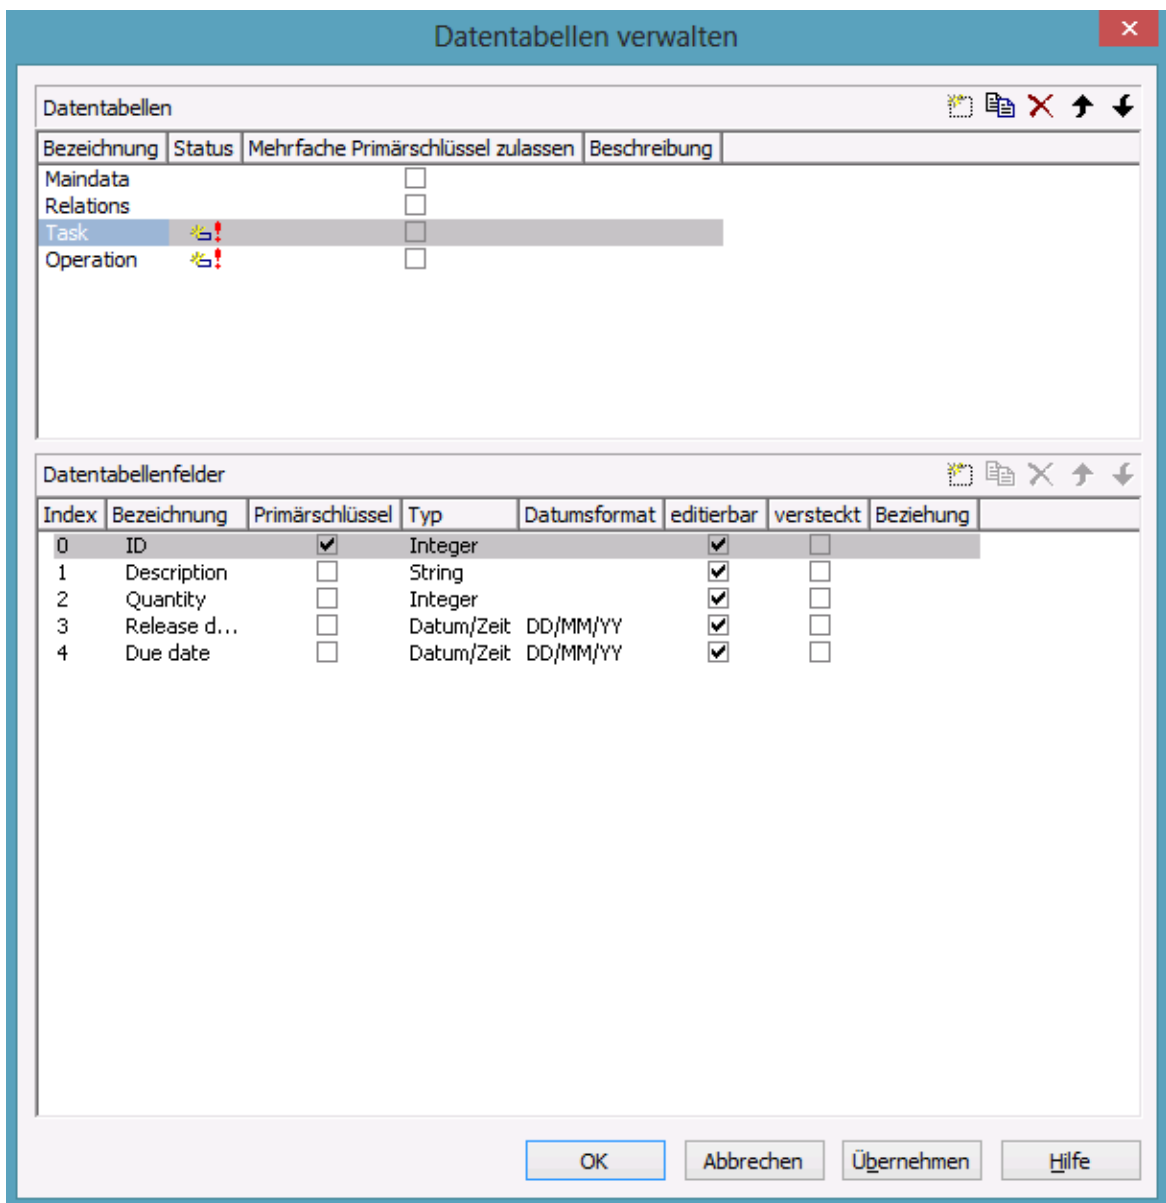 Datentabellen verwalten
Datentabellen
Bezeichnung Status Mehrfache Primärschlüssel zulassen Beschreibung
Maindata
Relations
Task
Operation
Datentabellenfelder
Index Bezeichnung Primärschlüssel Typ Datumsformat editierbar versteckt Beziehung
0 ID Integer
1 Description String
2 Quantity Integer
3 Release d... Datum/Zeit DD/MM/YY
4 Due date Datum/Zeit DD/MM/YY
OK Abbrechen Übernehmen Hilfe